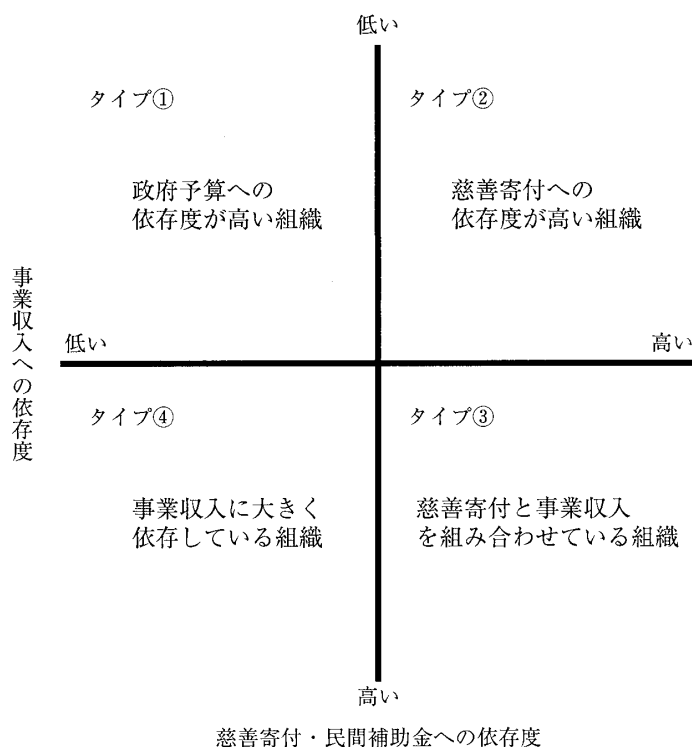 低い
タイプ①
タイプ②
政府予算への
依存度が高い組織
慈善寄付への
依存度が高い組織
事業収入への依存度
低い
高い
タイプ④
タイプ③
事業収入に大きく
依存している組織
慈善寄付と事業収入
を組み合わせている組織
高い
慈善寄付・民間補助金への依存度